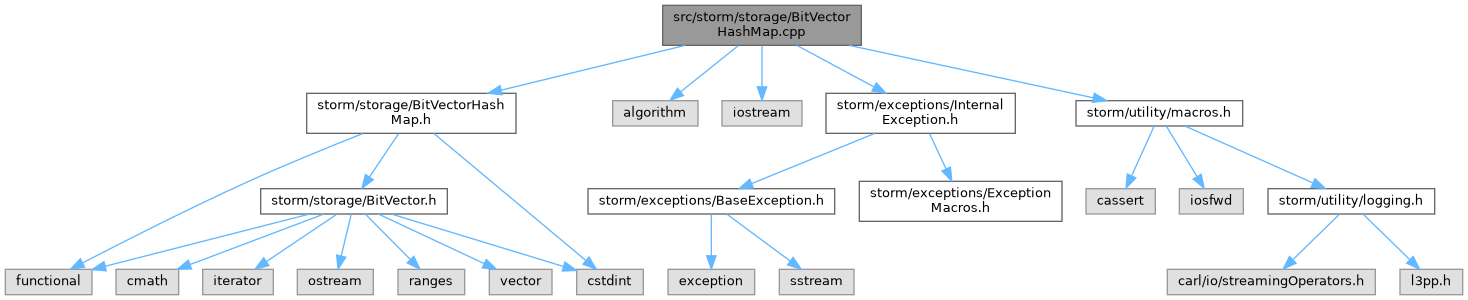 src/storm/storage/BitVector
HashMap.cpp
storm/storage/BitVectorHash
Map.h
algorithm
iostream
storm/exceptions/Internal
Exception.h
storm/utility/macros.h
storm/storage/BitVector.h
storm/exceptions/BaseException.h
storm/exceptions/Exception
Macros.h
cassert
iosfwd
storm/utility/logging.h
functional
cmath
iterator
ostream
ranges
vector
cstdint
exception
sstream
carl/io/streamingOperators.h
l3pp.h